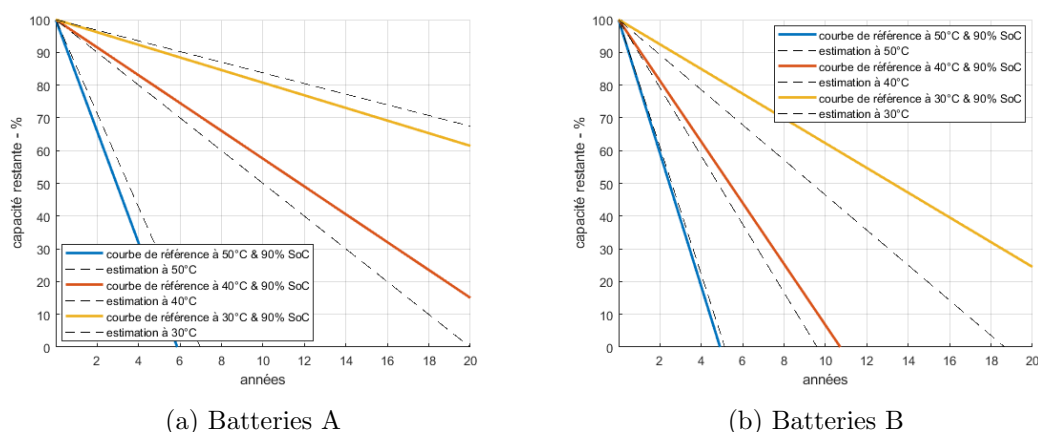 100
90
80
70
60
50
40
30
20
10
0
capacité restante - %
courbe de référence à 50°C & 90% SoC
estimation à 50°C
courbe de référence à 40°C & 90% SoC
estimation à 40°C
courbe de référence à 30°C & 90% SoC
estimation à 30°C
2 4 6 8 10 12 14 16 18 20
années
(a) Batteries A
100
90
80
70
60
50
40
30
20
10
0
capacité restante - %
courbe de référence à 50°C & 90% SoC
estimation à 50°C
courbe de référence à 40°C & 90% SoC
estimation à 40°C
courbe de référence à 30°C & 90% SoC
estimation à 30°C
2 4 6 8 10 12 14 16 18 20
années
(b) Batteries B